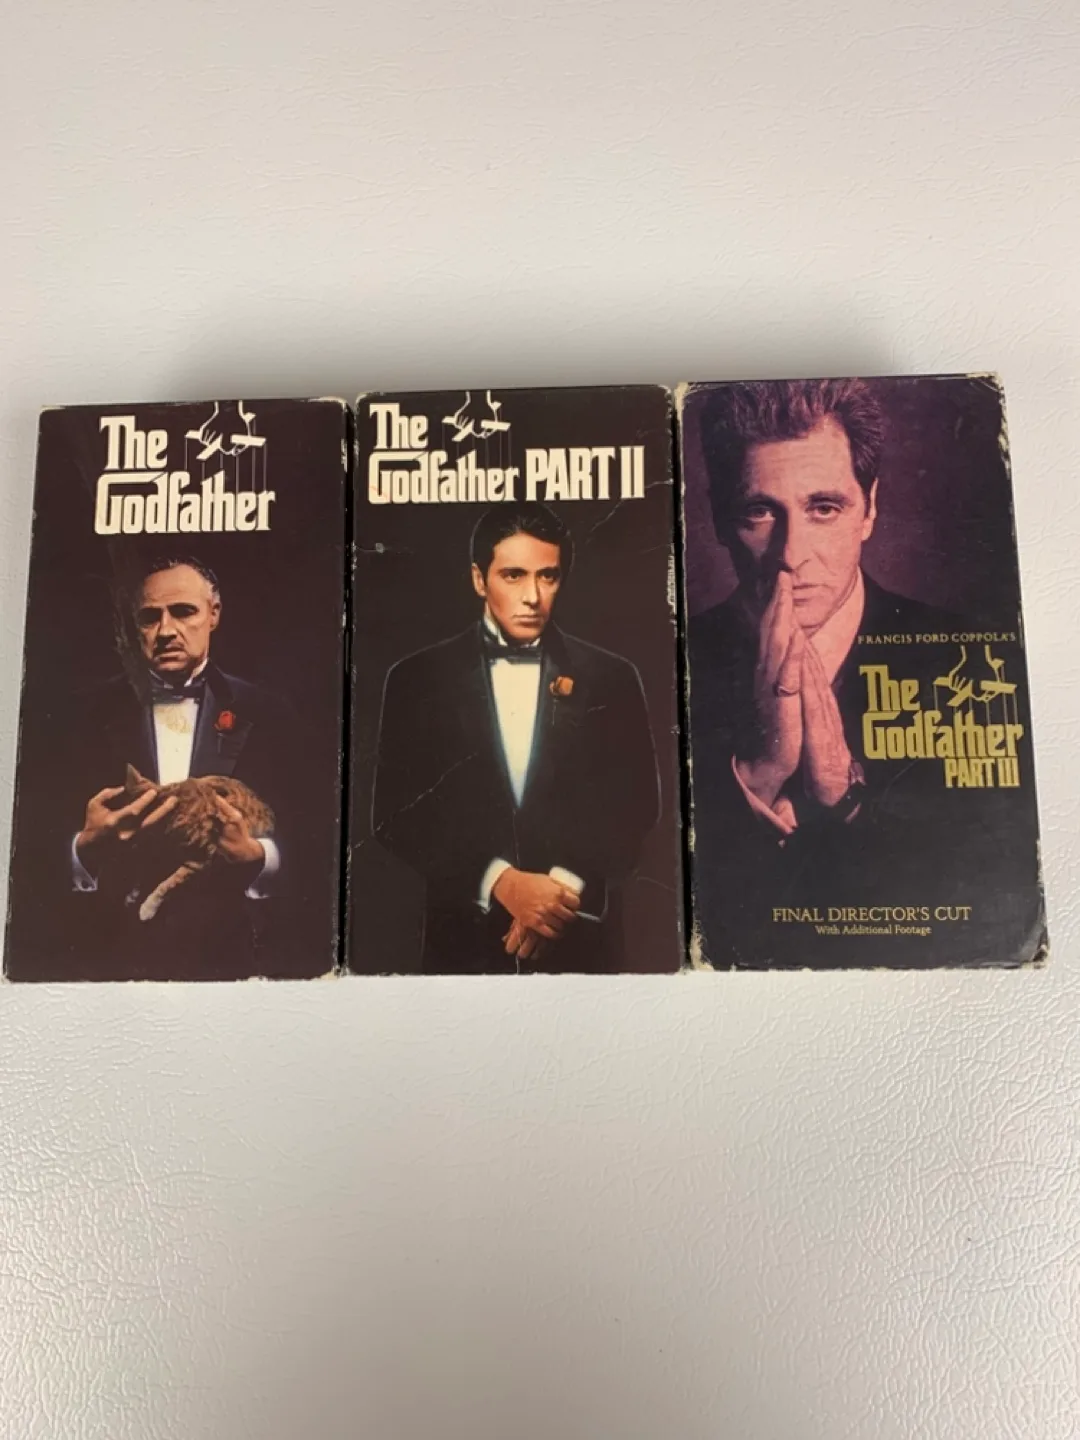 The
Godfather
The
Godfather PART II
FRANCIS FORD COPPOLA'S
The
Godfather
PART III
FINAL DIRECTOR'S CUT
With Additional Footage